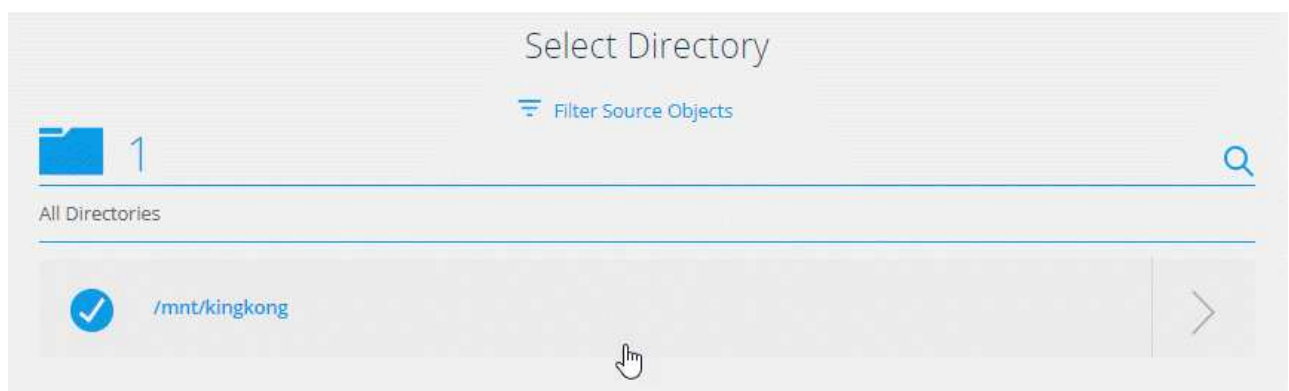 Select Directory
Filter Source Objects
1
All Directories
/mnt/kingkong